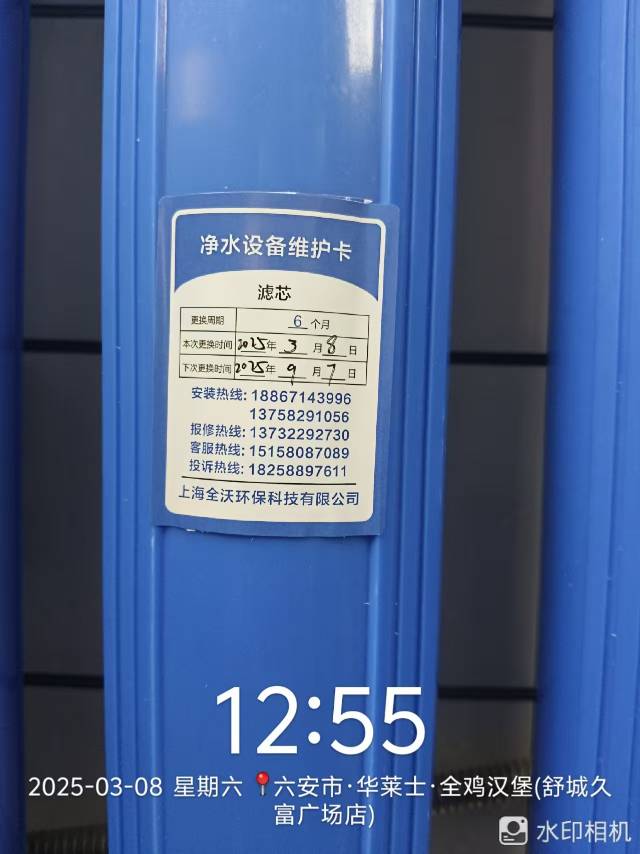 净水设备维护卡
滤芯
更换周期 6 个月
本次更换时间 2025年 3 月 8 日
下次更换时间 2025年 9 月 7 日
安装热线: 18867143996
13758291056
报修热线: 13732292730
客服热线: 15158087089
投诉热线: 18258897611
上海全沃环保科技有限公司
12:55
2025-03-08 星期六 六安市·华莱士·全鸡汉堡(舒城久
富广场店)
水印相机